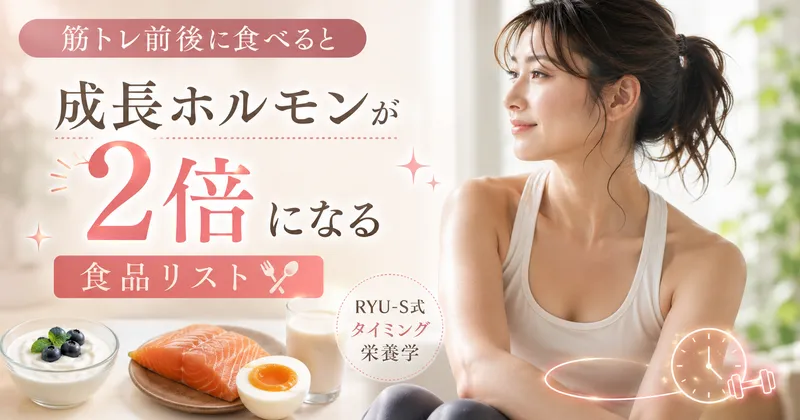 筋トレ前後に食べると
成長ホルモンが
2倍になる
食品リスト
RYU-S式
タイミング
栄養学